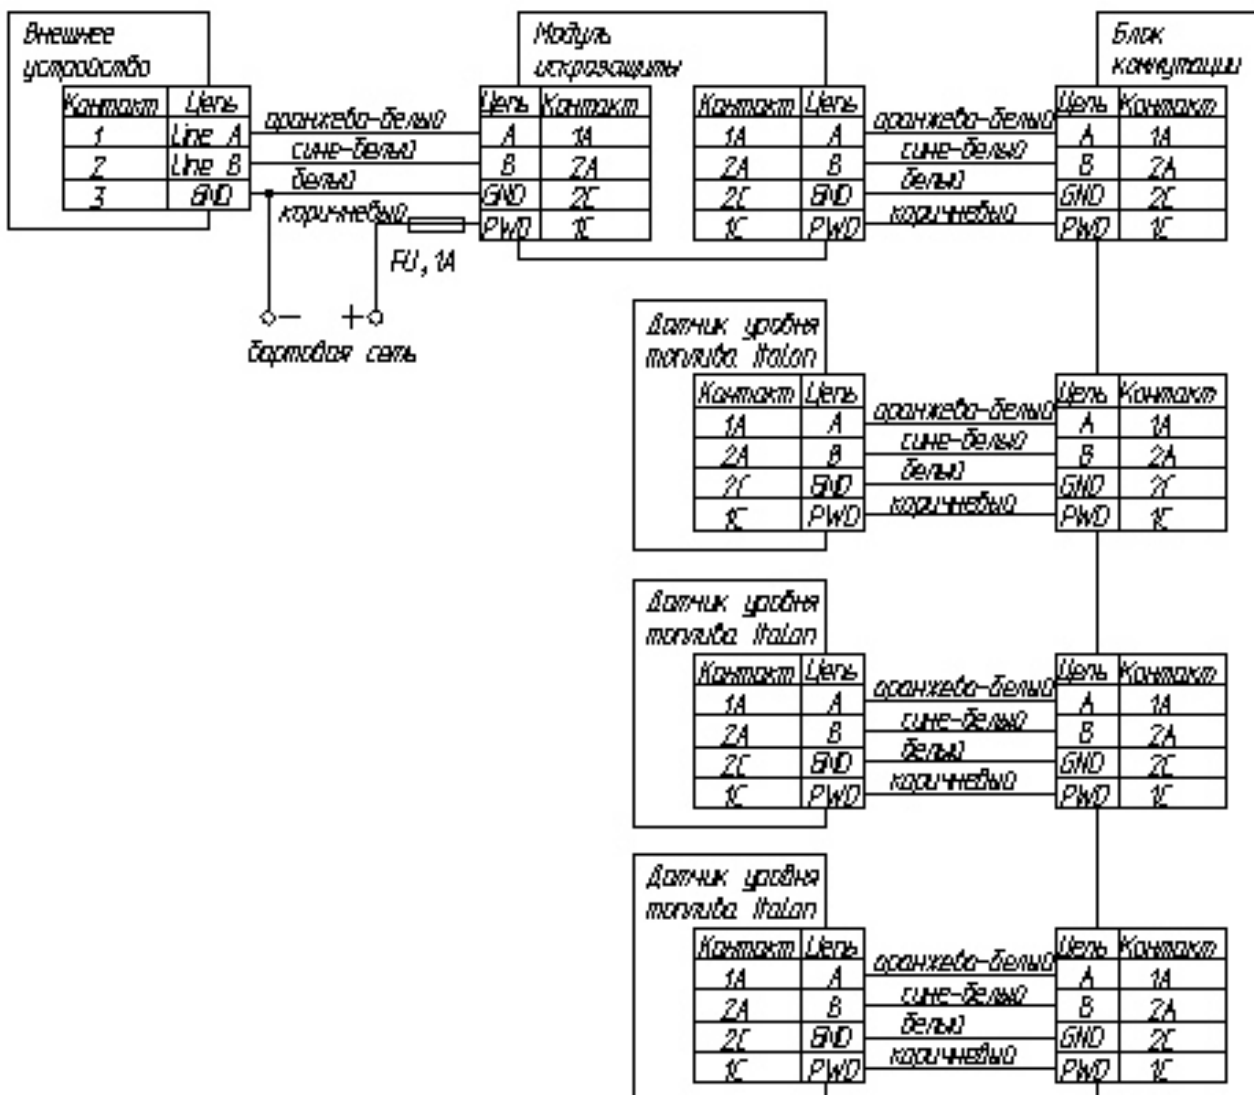 Внешнее
устройство
Контакт Цепь
1 Line A
2 Line B
3 GND
оранжево-белый
сине-белый
белый
коричневый
FU, 1A
− +
бортовая сеть
Модуль
искрозащиты
Цепь Контакт
A 1A
B 2A
GND 2C
PWD 1C
Контакт Цепь
1A A
2A B
2C GND
1C PWD
оранжево-белый
сине-белый
белый
коричневый
Блок
коммутации
Цепь Контакт
A 1A
B 2A
GND 2C
PWD 1C
Датчик уровня
топлива Italon
Контакт Цепь
1A A
2A B
2C GND
1C PWD
оранжево-белый
сине-белый
белый
коричневый
Цепь Контакт
A 1A
B 2A
GND 2C
PWD 1C
Датчик уровня
топлива Italon
Контакт Цепь
1A A
2A B
2C GND
1C PWD
оранжево-белый
сине-белый
белый
коричневый
Цепь Контакт
A 1A
B 2A
GND 2C
PWD 1C
Датчик уровня
топлива Italon
Контакт Цепь
1A A
2A B
2C GND
1C PWD
оранжево-белый
сине-белый
белый
коричневый
Цепь Контакт
A 1A
B 2A
GND 2C
PWD 1C